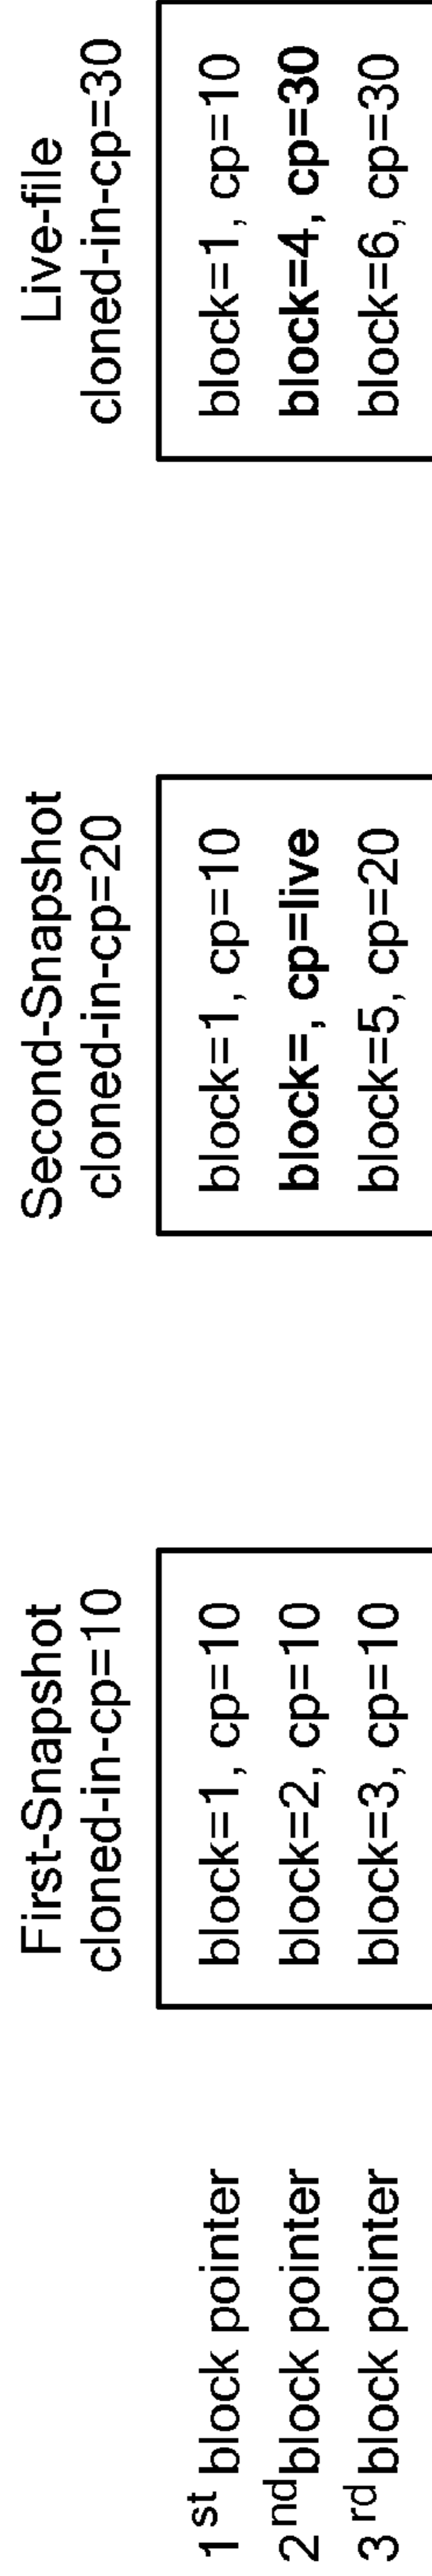 First-Snapshot Second-Snapshot Live-file
cloned-in-cp=10 cloned-in-cp=20 cloned-in-cp=30
1st block pointer block=1, cp=10 block=1, cp=10 block=1, cp=10
2nd block pointer block=2, cp=10 block=, cp=live block=4, cp=30
3rd block pointer block=3, cp=10 block=5, cp=20 block=6, cp=30